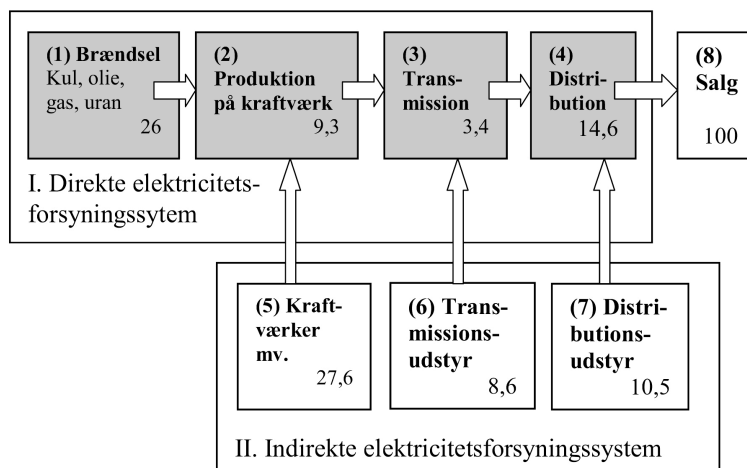 (1) Brændsel
Kul, olie,
gas, uran
26
(2)
Produktion
på kraftværk
9,3
(3)
Trans-
mission
3,4
(4)
Distri-
bution
14,6
(8)
Salg
100
I. Direkte elektricitets-
forsyningssytem
(5) Kraft-
værker
mv.
27,6
(6) Trans-
missions-
udstyr
8,6
(7) Distri-
butions-
udstyr
10,5
II. Indirekte elektricitetsforsyningssystem